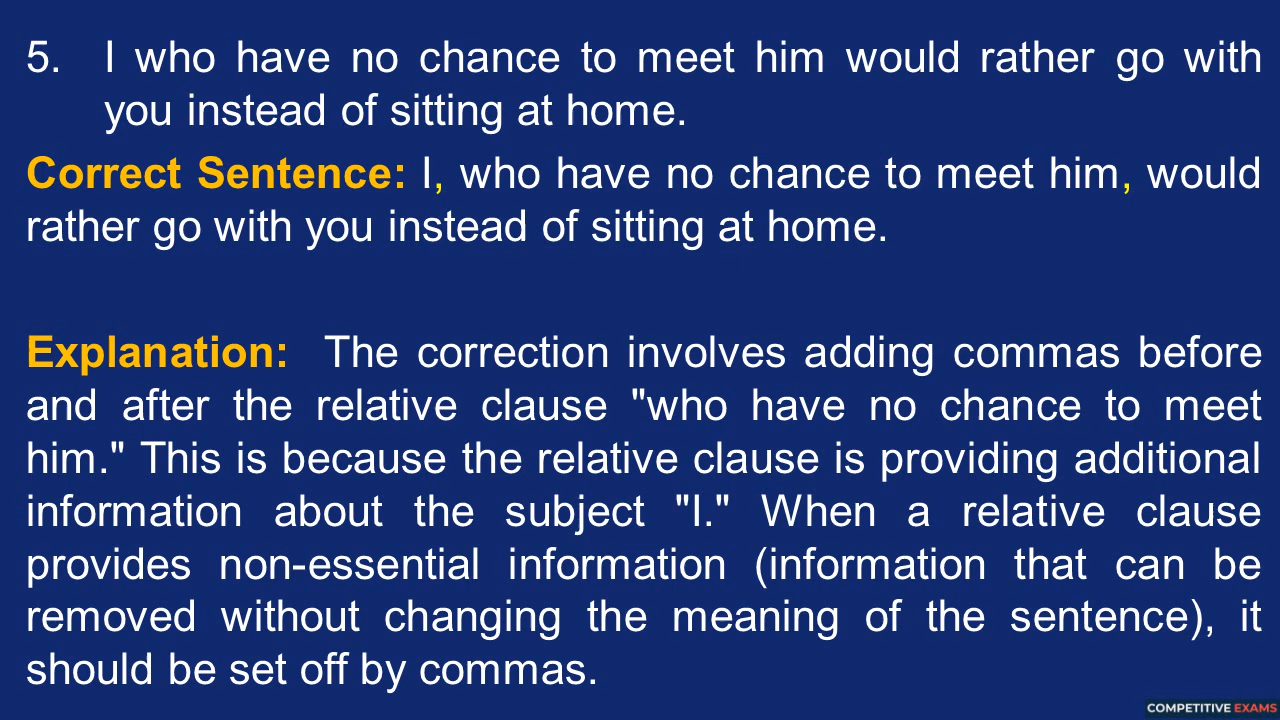 5. I who have no chance to meet him would rather go with
you instead of sitting at home.
Correct Sentence: I, who have no chance to meet him, would
rather go with you instead of sitting at home.
Explanation: The correction involves adding commas before
and after the relative clause "who have no chance to meet
him." This is because the relative clause is providing additional
information about the subject "I." When a relative clause
provides non-essential information (information that can be
removed without changing the meaning of the sentence), it
should be set off by commas.
COMPETITIVE EXAMS